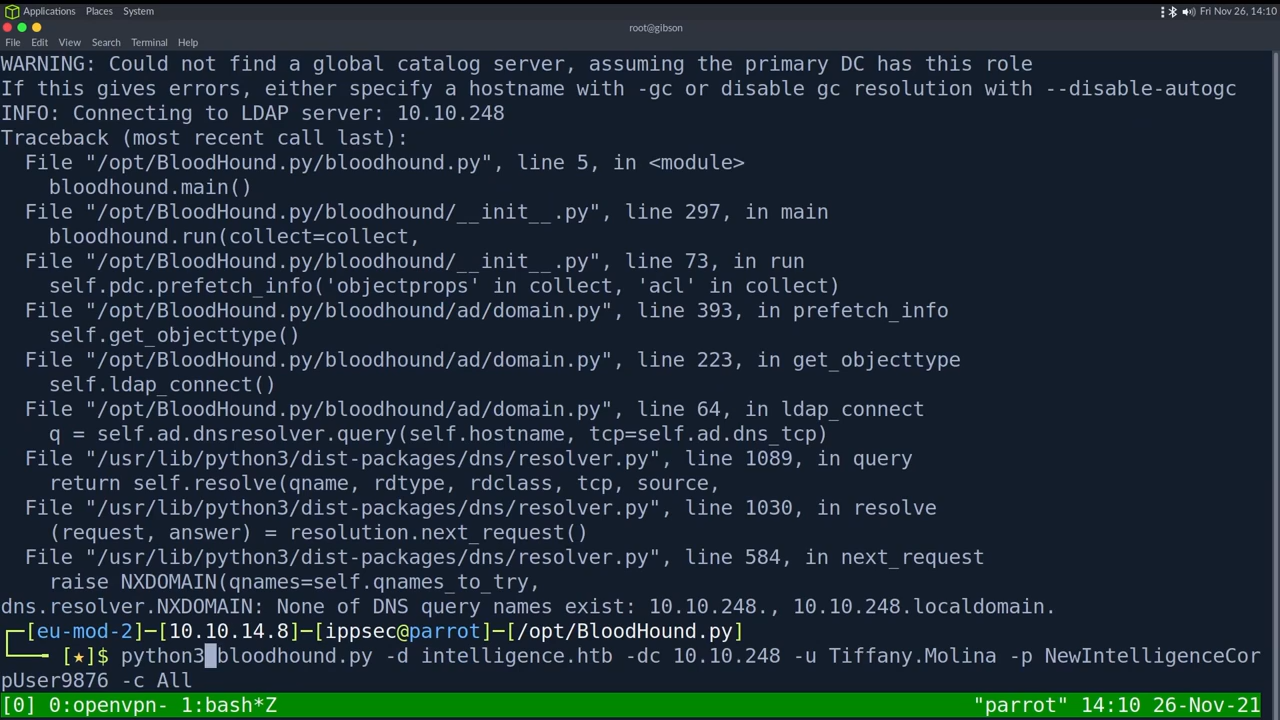 Applications Places System Fri Nov 26, 14:10
root@gibson
File Edit View Search Terminal Help
WARNING: Could not find a global catalog server, assuming the primary DC has this role
If this gives errors, either specify a hostname with -gc or disable gc resolution with --disable-autogc
INFO: Connecting to LDAP server: 10.10.248
Traceback (most recent call last):
  File "/opt/BloodHound.py/bloodhound.py", line 5, in <module>
    bloodhound.main()
  File "/opt/BloodHound.py/bloodhound/__init__.py", line 297, in main
    bloodhound.run(collect=collect,
  File "/opt/BloodHound.py/bloodhound/__init__.py", line 73, in run
    self.pdc.prefetch_info('objectprops' in collect, 'acl' in collect)
  File "/opt/BloodHound.py/bloodhound/ad/domain.py", line 393, in prefetch_info
    self.get_objecttype()
  File "/opt/BloodHound.py/bloodhound/ad/domain.py", line 223, in get_objecttype
    self.ldap_connect()
  File "/opt/BloodHound.py/bloodhound/ad/domain.py", line 64, in ldap_connect
    q = self.ad.dnsresolver.query(self.hostname, tcp=self.ad.dns_tcp)
  File "/usr/lib/python3/dist-packages/dns/resolver.py", line 1089, in query
    return self.resolve(qname, rdtype, rdclass, tcp, source,
  File "/usr/lib/python3/dist-packages/dns/resolver.py", line 1030, in resolve
    (request, answer) = resolution.next_request()
  File "/usr/lib/python3/dist-packages/dns/resolver.py", line 584, in next_request
    raise NXDOMAIN(qnames=self.qnames_to_try,
dns.resolver.NXDOMAIN: None of DNS query names exist: 10.10.248., 10.10.248.localdomain.
┌─[eu-mod-2]─[10.10.14.8]─[ippsec@parrot]─[/opt/BloodHound.py]
└──╼ [★]$ python3 bloodhound.py -d intelligence.htb -dc 10.10.248 -u Tiffany.Molina -p NewIntelligenceCor
pUser9876 -c All
[0] 0:openvpn- 1:bash*Z "parrot" 14:10 26-Nov-21